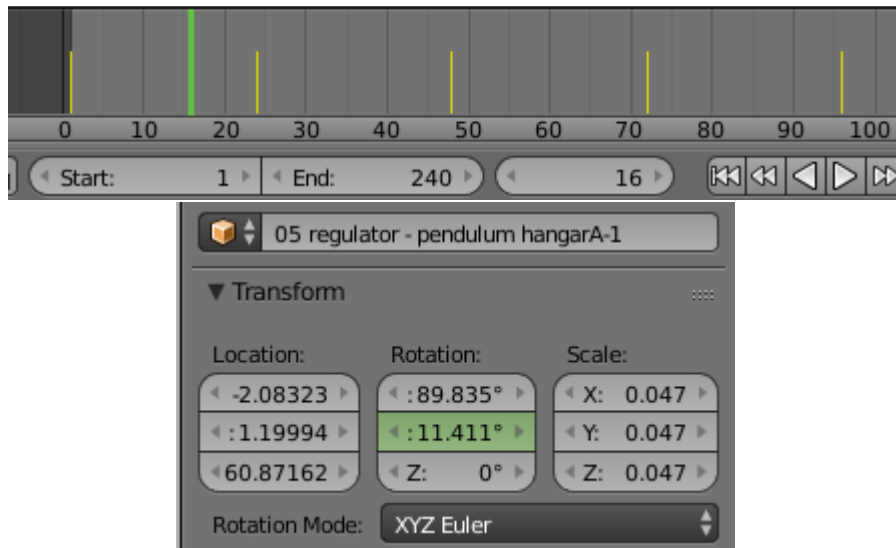 0 10 20 30 40 50 60 70 80 90 100
Start: 1 End: 240 16
05 regulator - pendulum hangarA-1
Transform
Location: Rotation: Scale:
-2.08323 :89.835° X: 0.047
:1.19994 :11.411° Y: 0.047
60.87162 Z: 0° Z: 0.047
Rotation Mode: XYZ Euler